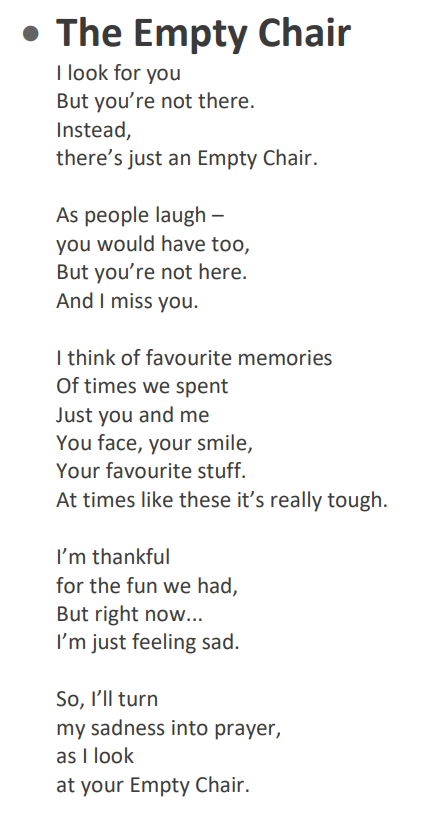 • The Empty Chair
I look for you
But you’re not there.
Instead,
there’s just an Empty Chair.
As people laugh –
you would have too,
But you’re not here.
And I miss you.
I think of favourite memories
Of times we spent
Just you and me
You face, your smile,
Your favourite stuff.
At times like these it’s really tough.
I’m thankful
for the fun we had,
But right now...
I’m just feeling sad.
So, I’ll turn
my sadness into prayer,
as I look
at your Empty Chair.